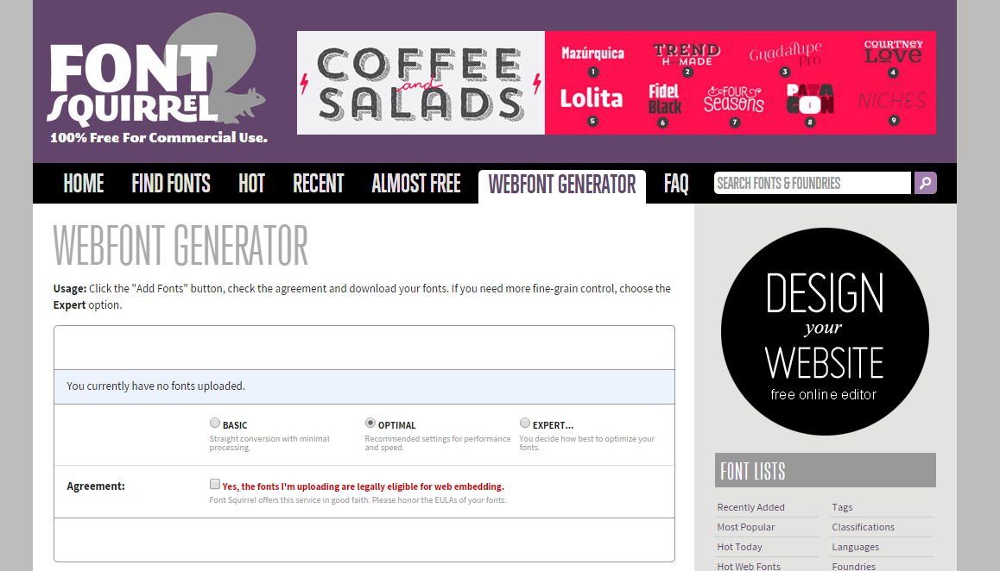 FONT
SQUIRREL
100% Free For Commercial Use.
COFFEE
and
SALADS
Mazúrquica
1
TREND
H MADE
2
Guadalupe
Pro
3
COURTNEY
LOVE
4
Lolita
5
Fidel
Black
6
FOUR
SEASONS
7
PATA
GON
8
NICHES
9
HOME FIND FONTS HOT RECENT ALMOST FREE WEBFONT GENERATOR FAQ SEARCH FONTS & FOUNDRIES
WEBFONT GENERATOR
Usage: Click the "Add Fonts" button, check the agreement and download your fonts. If you need more fine-grain control, choose the
Expert option.
You currently have no fonts uploaded.
BASIC
Straight conversion with minimal
processing.
OPTIMAL
Recommended settings for performance
and speed.
EXPERT...
You decide how best to optimize your
fonts.
Agreement:
Yes, the fonts I'm uploading are legally eligible for web embedding.
Font Squirrel offers this service in good faith. Please honor the EULAs of your fonts.
DESIGN
your
WEBSITE
free online editor
FONT LISTS
Recently Added
Most Popular
Hot Today
Hot Web Fonts
Tags
Classifications
Languages
Foundries